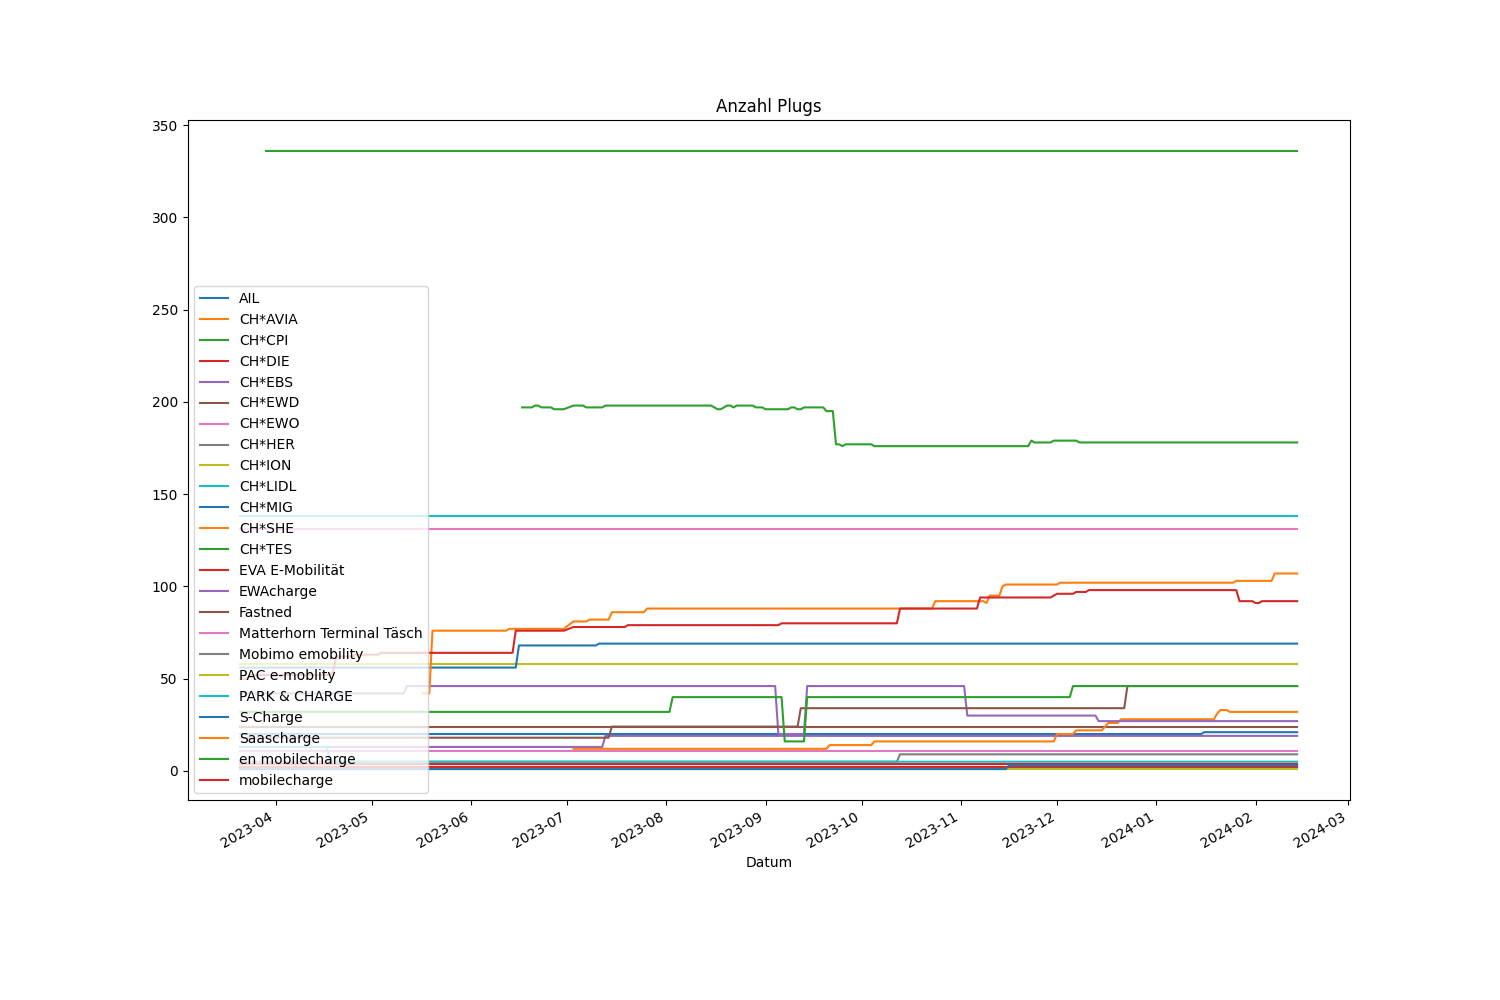 Anzahl Plugs
350
300
250
200
150
100
50
0
AIL
CH*AVIA
CH*CPI
CH*DIE
CH*EBS
CH*EWD
CH*EWO
CH*HER
CH*ION
CH*LIDL
CH*MIG
CH*SHE
CH*TES
EVA E-Mobilität
EWAcharge
Fastned
Matterhorn Terminal Täsch
Mobimo emobility
PAC e-moblity
PARK & CHARGE
S-Charge
Saascharge
en mobilecharge
mobilecharge
2023-04
2023-05
2023-06
2023-07
2023-08
2023-09
2023-10
2023-11
2023-12
2024-01
2024-02
2024-03
Datum